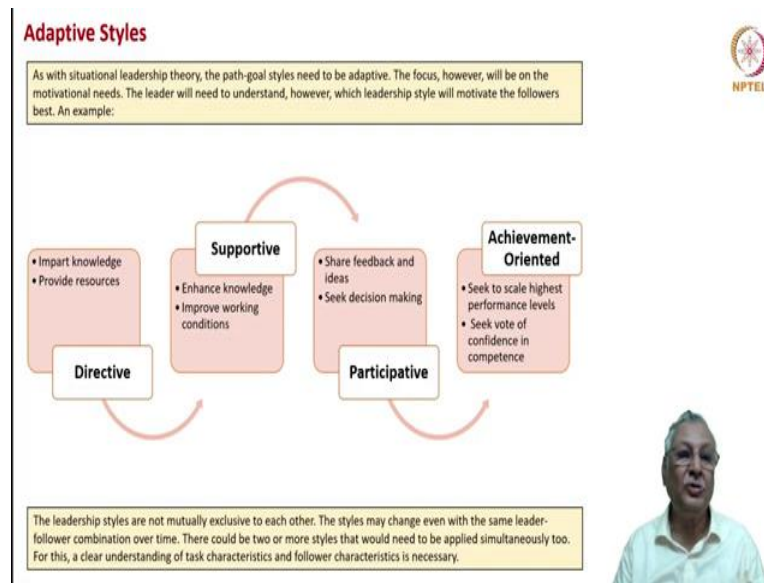 Adaptive Styles
NPTEL
As with situational leadership theory, the path-goal styles need to be adaptive. The focus, however, will be on the
motivational needs. The leader will need to understand, however, which leadership style will motivate the followers
best. An example:
• Impart knowledge
• Provide resources
Directive
Supportive
• Enhance knowledge
• Improve working
conditions
• Share feedback and
ideas
• Seek decision making
Participative
Achievement-
Oriented
• Seek to scale highest
performance levels
• Seek vote of
confidence in
competence
The leadership styles are not mutually exclusive to each other. The styles may change even with the same leader-
follower combination over time. There could be two or more styles that would need to be applied simultaneously too.
For this, a clear understanding of task characteristics and follower characteristics is necessary.